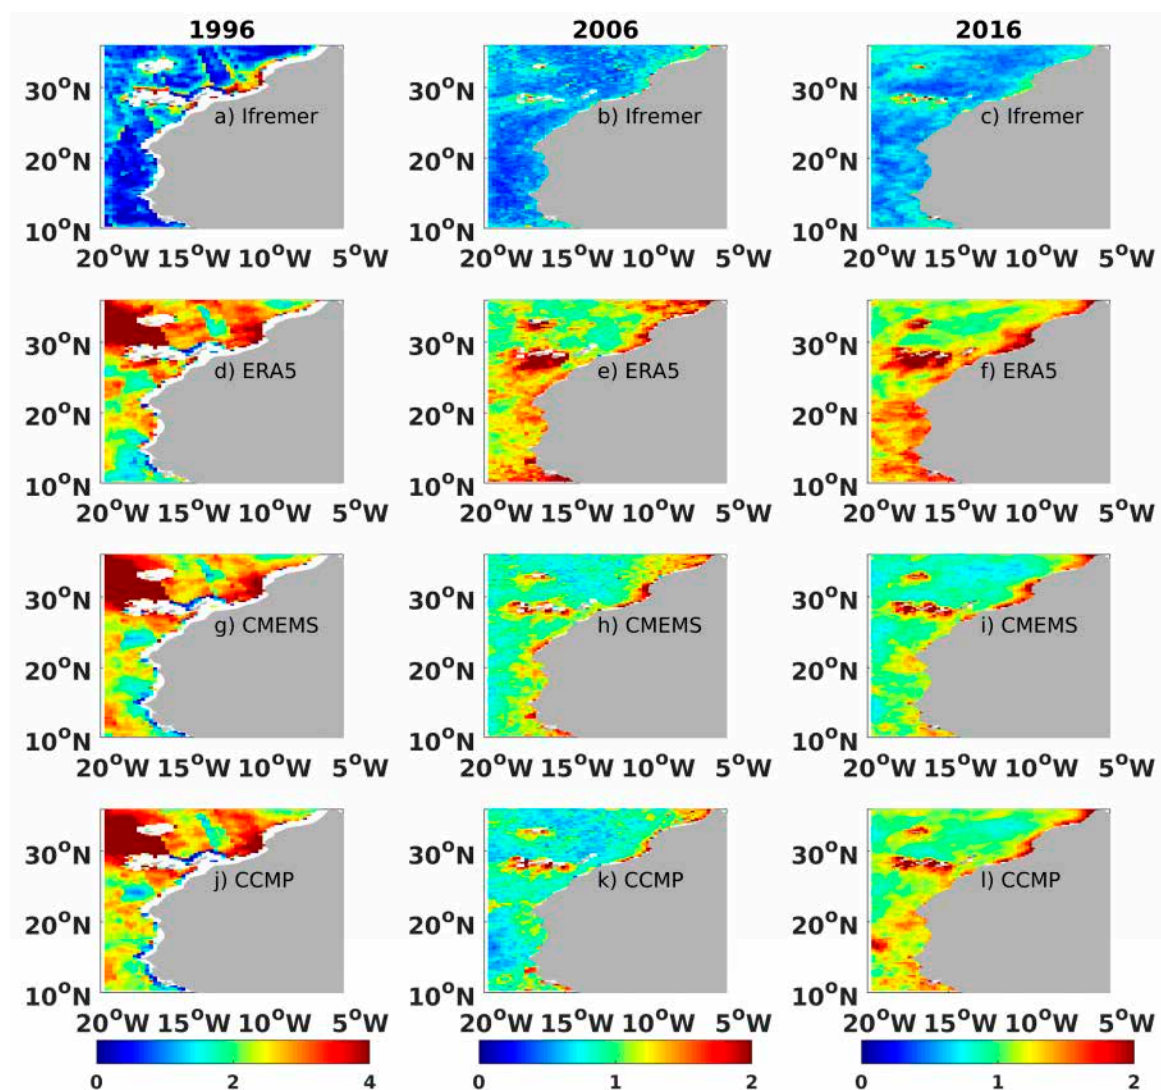 1996 2006 2016
30°N 30°N 30°N
a) Ifremer b) Ifremer c) Ifremer
20°N 20°N 20°N
10°N 10°N 10°N
20°W 15°W 10°W 5°W 20°W 15°W 10°W 5°W 20°W 15°W 10°W 5°W
30°N 30°N 30°N
d) ERA5 e) ERA5 f) ERA5
20°N 20°N 20°N
10°N 10°N 10°N
20°W 15°W 10°W 5°W 20°W 15°W 10°W 5°W 20°W 15°W 10°W 5°W
30°N 30°N 30°N
g) CMEMS h) CMEMS i) CMEMS
20°N 20°N 20°N
10°N 10°N 10°N
20°W 15°W 10°W 5°W 20°W 15°W 10°W 5°W 20°W 15°W 10°W 5°W
30°N 30°N 30°N
j) CCMP k) CCMP l) CCMP
20°N 20°N 20°N
10°N 10°N 10°N
20°W 15°W 10°W 5°W 20°W 15°W 10°W 5°W 20°W 15°W 10°W 5°W
0 2 4 0 1 2 0 1 2